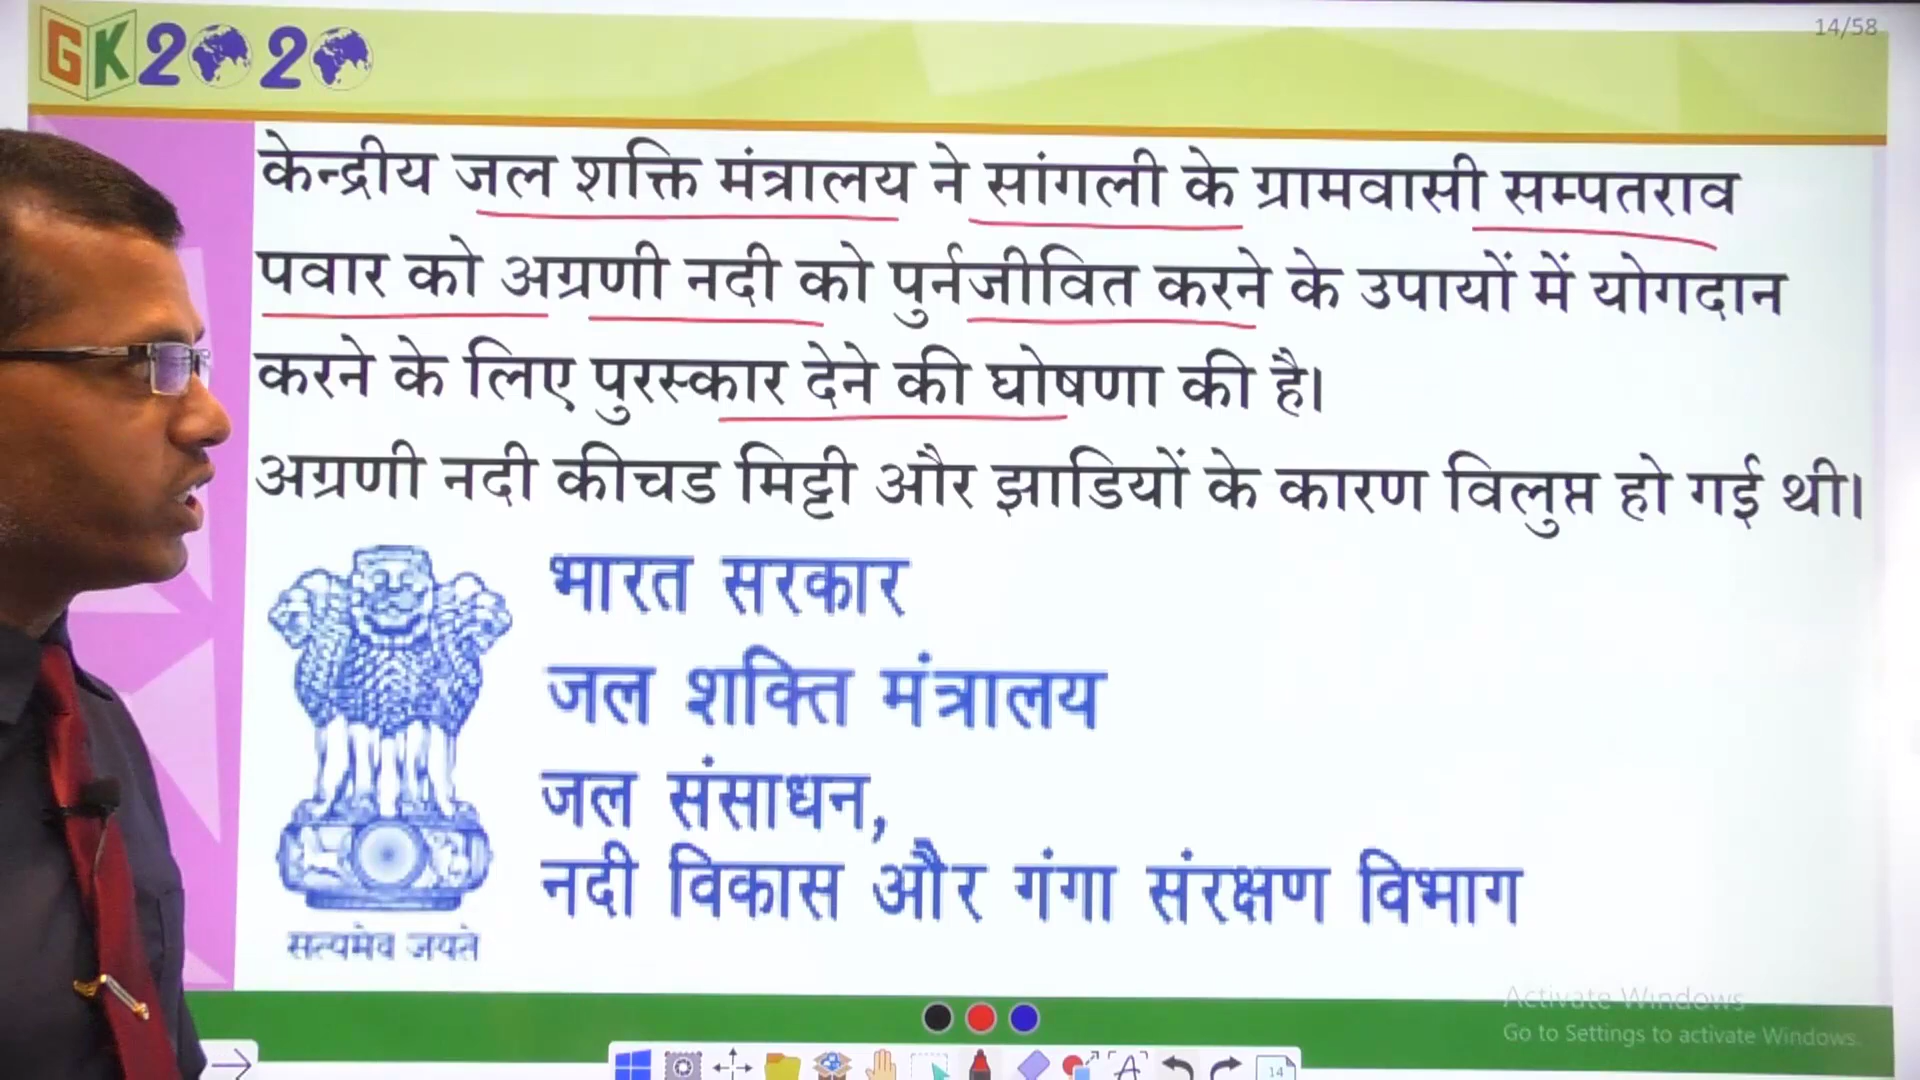 GK2020
14/58
केन्द्रीय जल शक्ति मंत्रालय ने सांगली के ग्रामवासी सम्पतराव
पवार को अग्रणी नदी को पुर्नजीवित करने के उपायों में योगदान
करने के लिए पुरस्कार देने की घोषणा की है।
अग्रणी नदी कीचड मिट्टी और झाडियों के कारण विलुप्त हो गई थी।
भारत सरकार
जल शक्ति मंत्रालय
जल संसाधन,
नदी विकास और गंगा संरक्षण विभाग
सत्यमेव जयते
Activate Windows
Go to Settings to activate Windows.
14